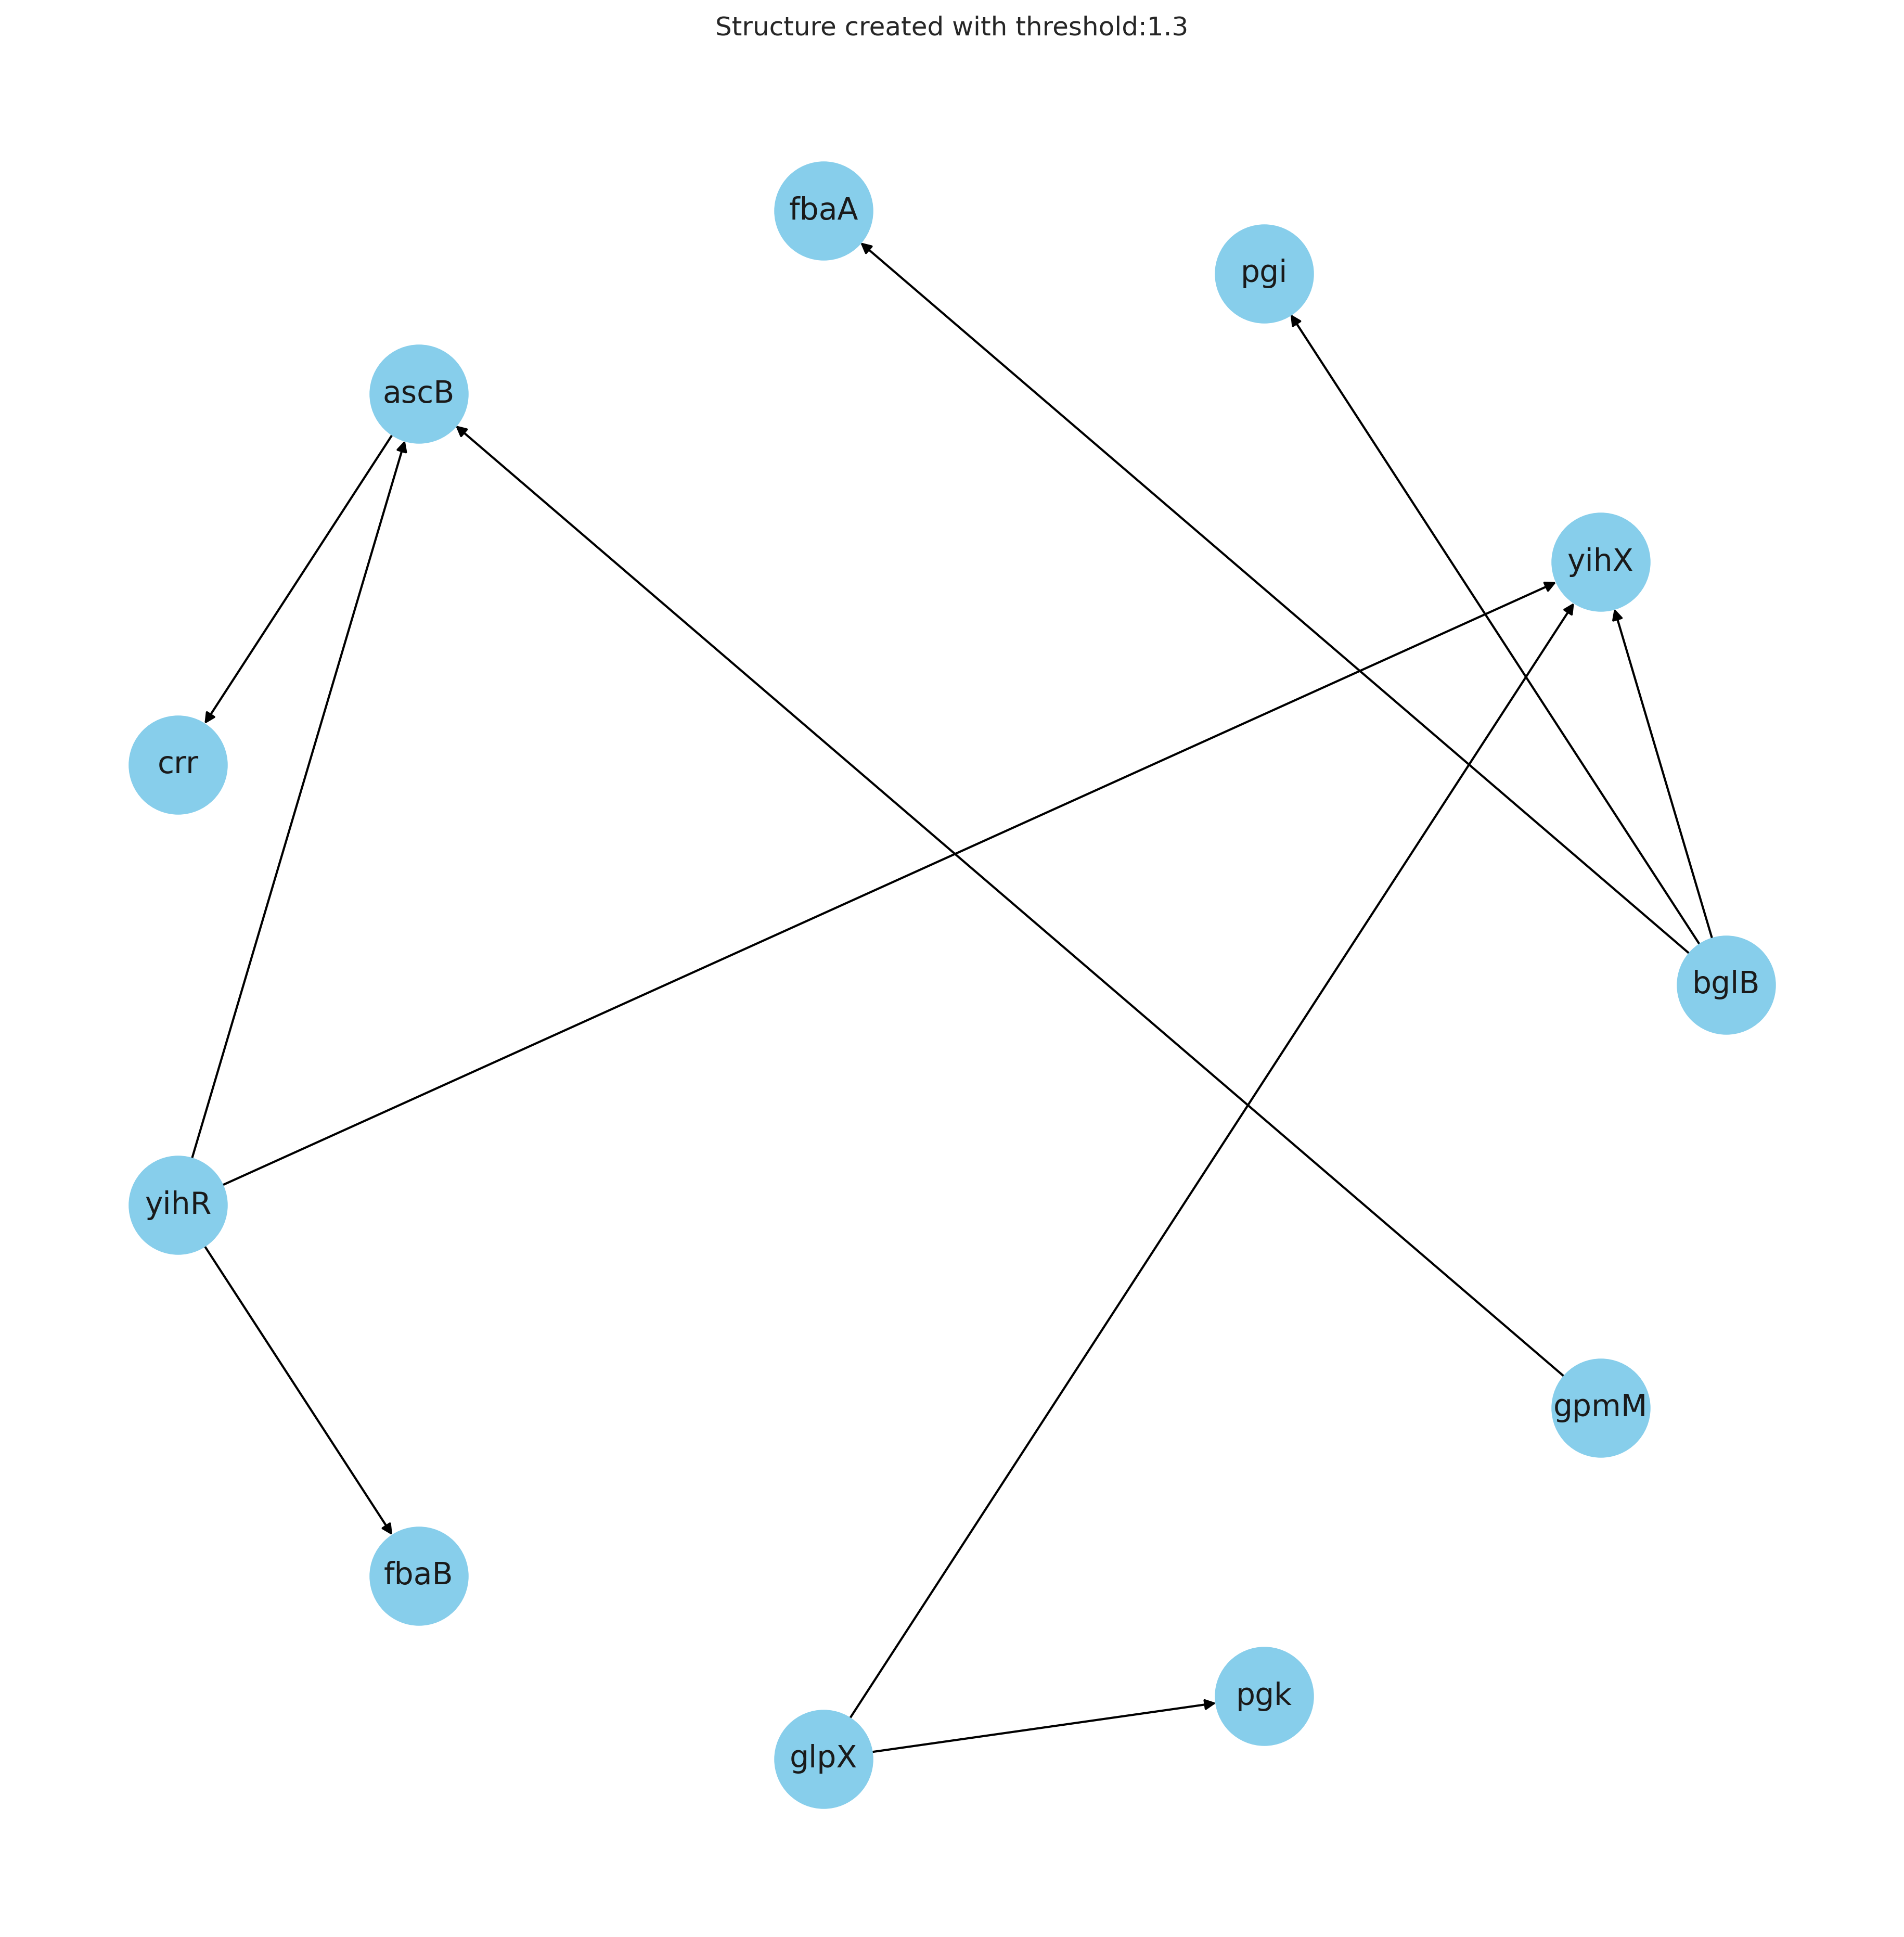 Structure created with threshold:1.3
fbaA
pgi
ascB
yihX
crr
bglB
yihR
gpmM
fbaB
pgk
glpX